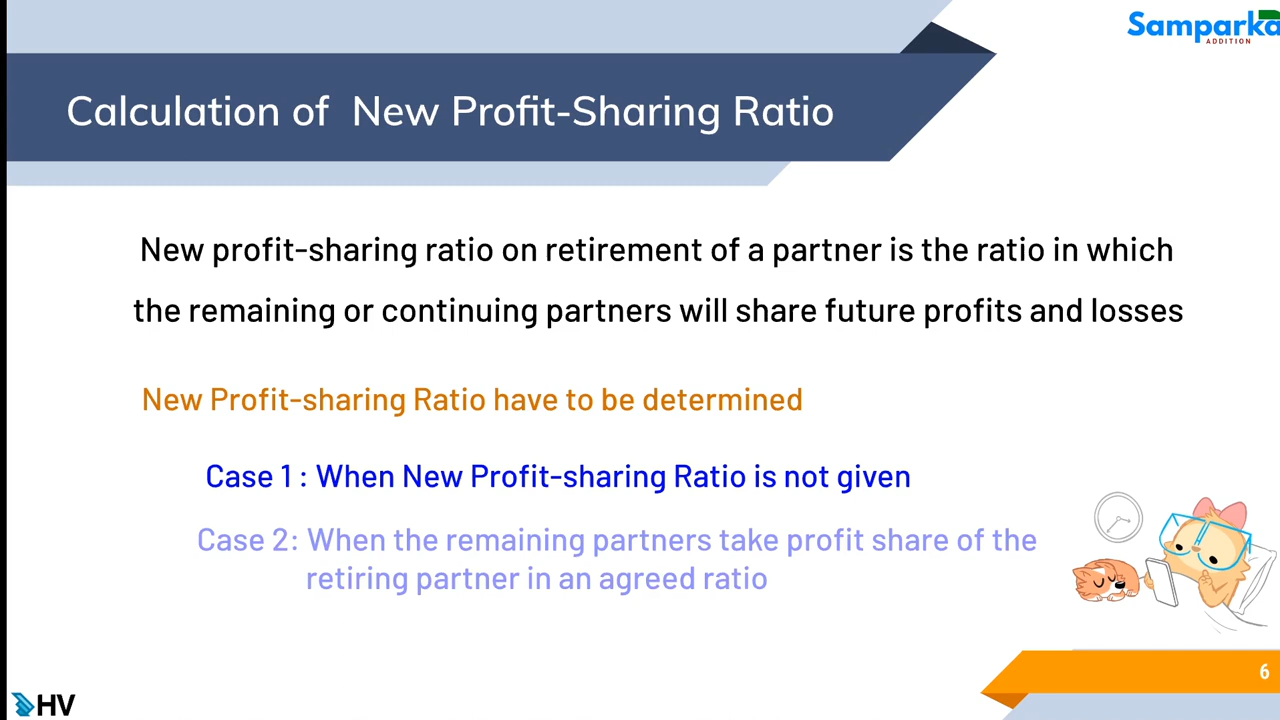 Samparka
ADDITION
Calculation of New Profit-Sharing Ratio
New profit-sharing ratio on retirement of a partner is the ratio in which
the remaining or continuing partners will share future profits and losses
New Profit-sharing Ratio have to be determined
Case 1 : When New Profit-sharing Ratio is not given
Case 2: When the remaining partners take profit share of the
retiring partner in an agreed ratio
6
HV